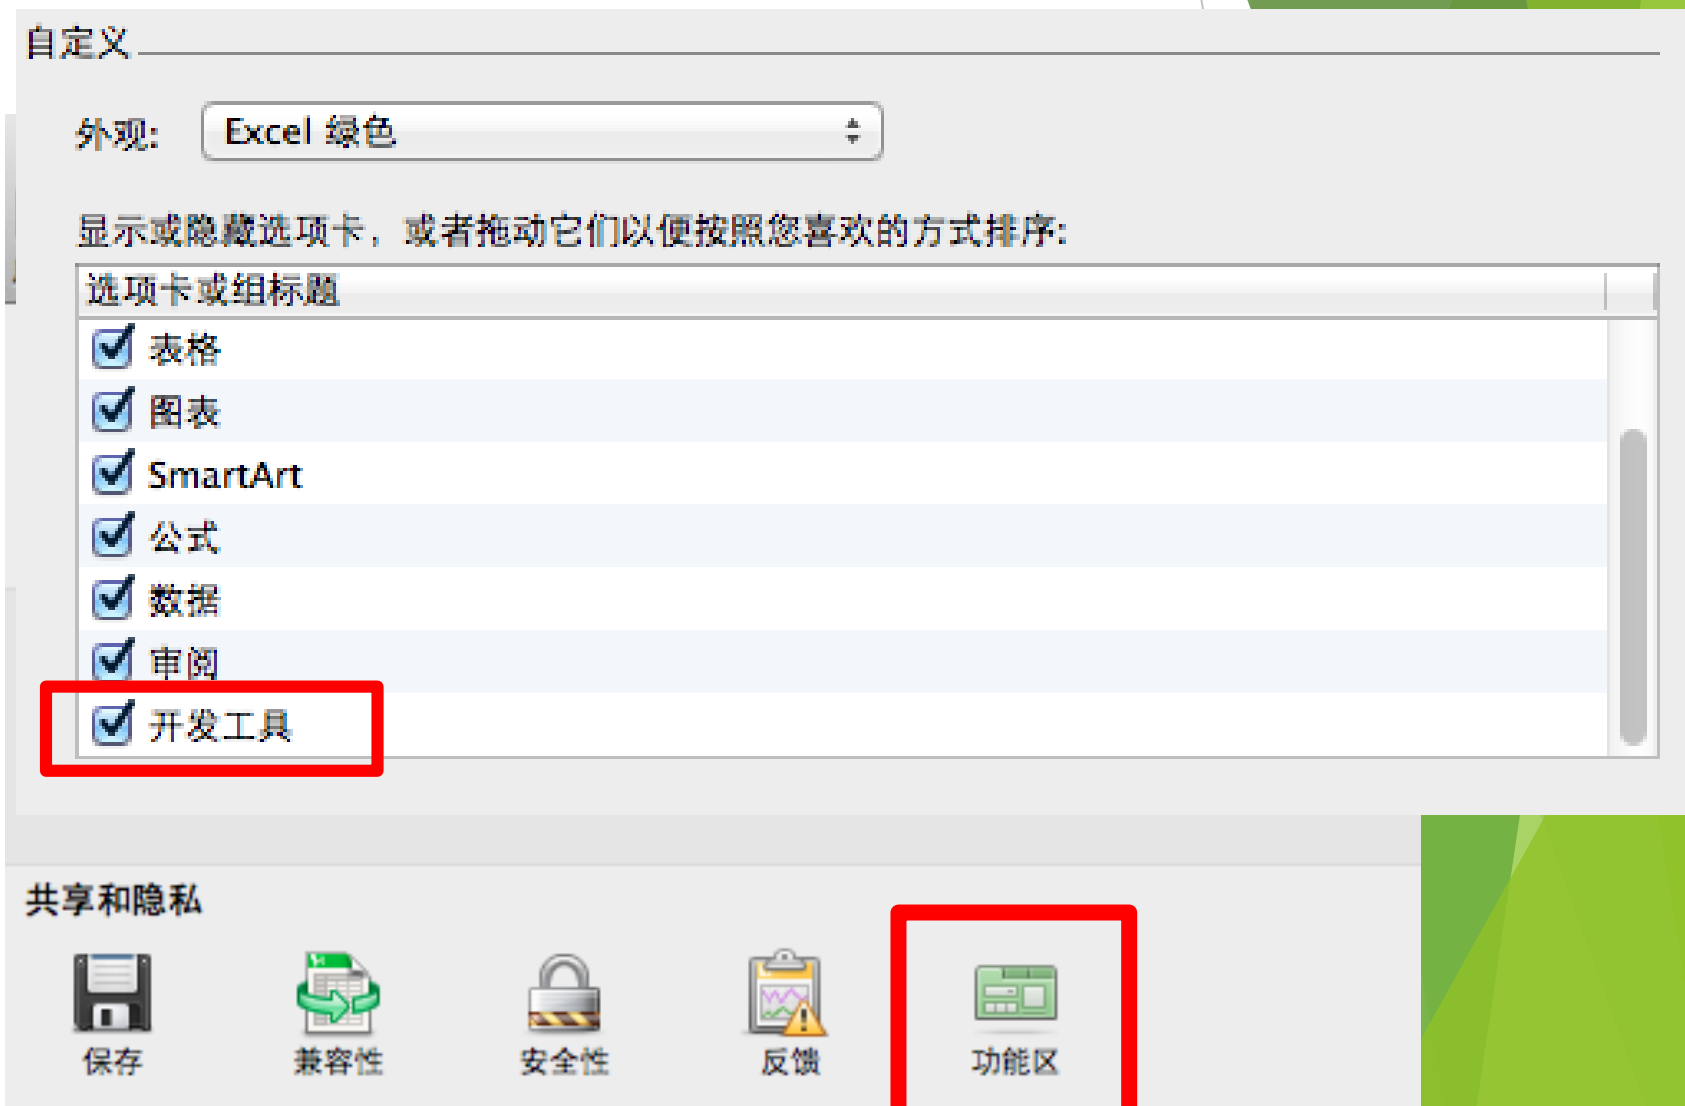 自定义
外观: Excel 绿色
显示或隐藏选项卡，或者拖动它们以便按照您喜欢的方式排序:
选项卡或组标题
表格
图表
SmartArt
公式
数据
审阅
开发工具
共享和隐私
保存 兼容性 安全性 反馈 功能区